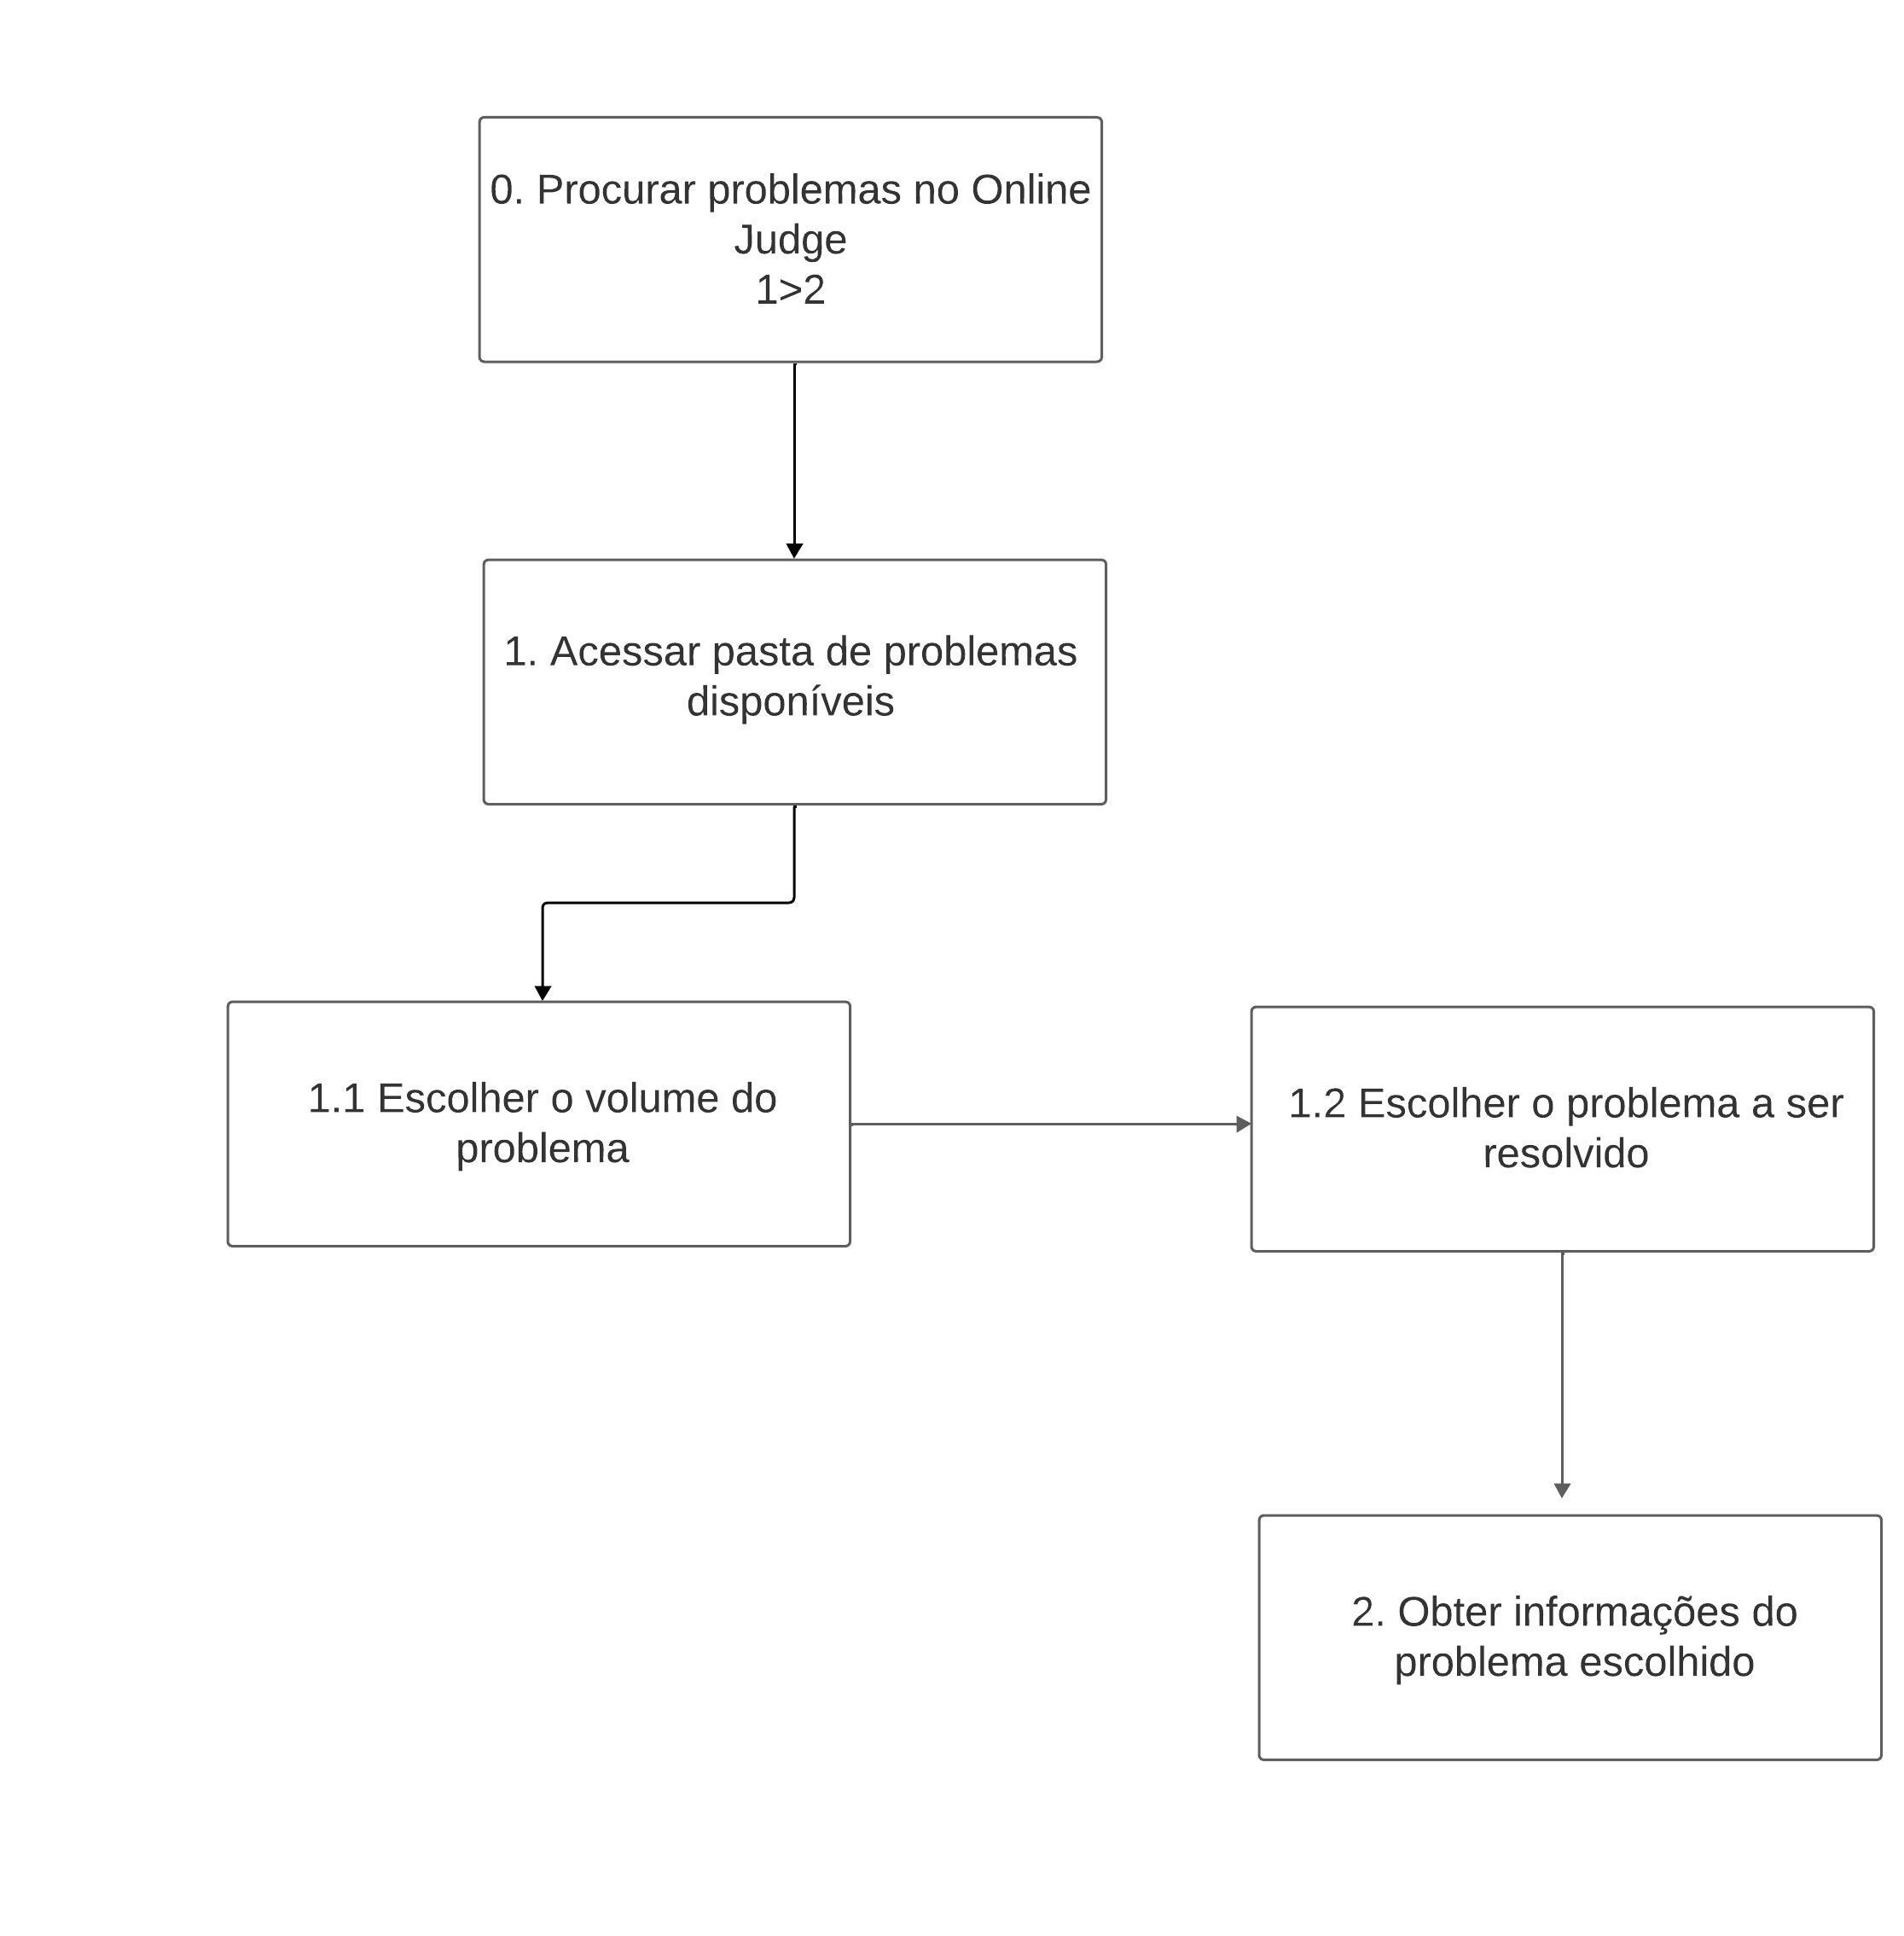 0. Procurar problemas no Online
Judge
1>2
1. Acessar pasta de problemas
disponíveis
1.1 Escolher o volume do
problema
1.2 Escolher o problema a ser
resolvido
2. Obter informações do
problema escolhido